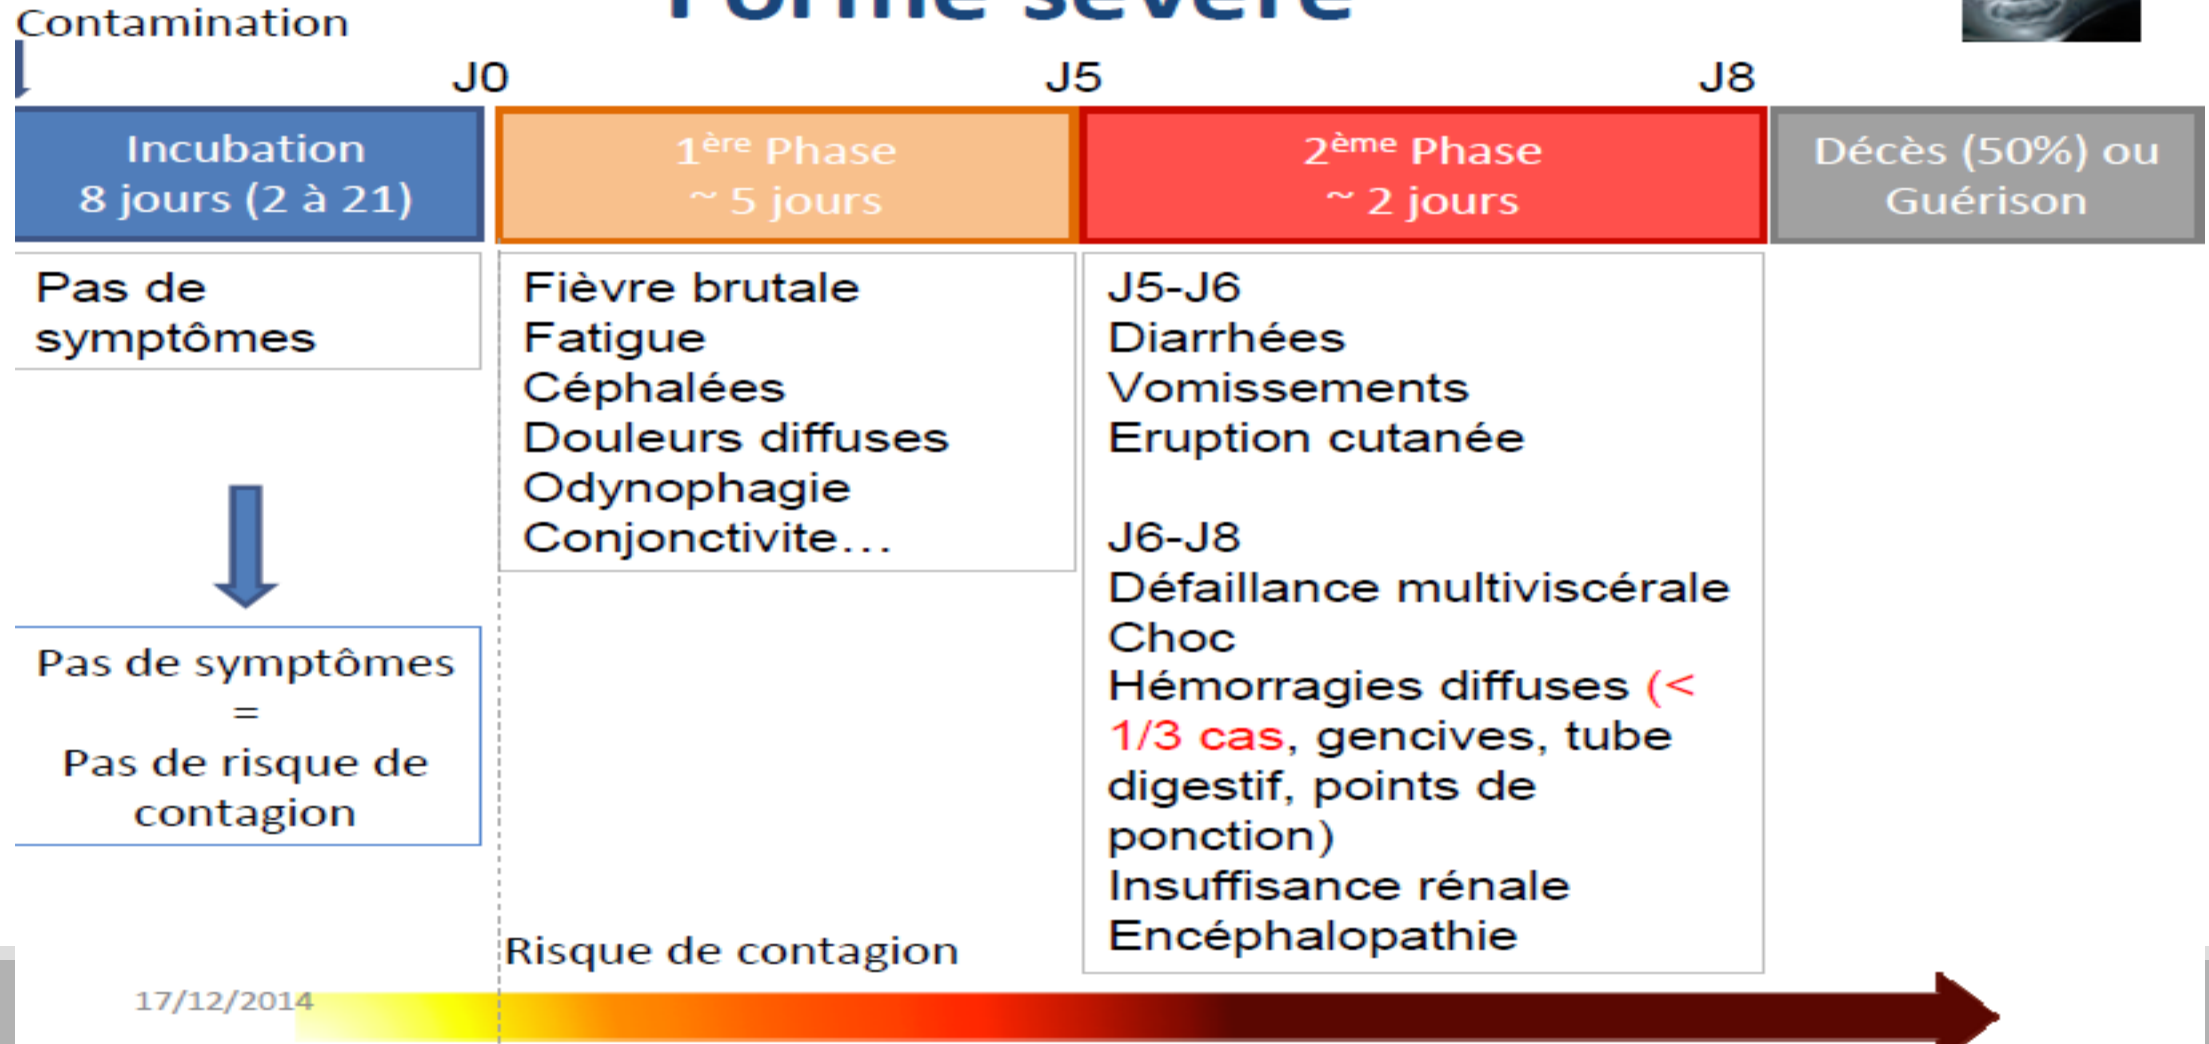 Forme sévère
Contamination
J0
J5
J8
Incubation
8 jours (2 à 21)
1ère Phase
~ 5 jours
2ème Phase
~ 2 jours
Décès (50%) ou
Guérison
Pas de
symptômes
Pas de symptômes
=
Pas de risque de
contagion
Fièvre brutale
Fatigue
Céphalées
Douleurs diffuses
Odynophagie
Conjonctivite...
J5-J6
Diarrhées
Vomissements
Eruption cutanée
J6-J8
Défaillance multiviscérale
Choc
Hémorragies diffuses (<
1/3 cas, gencives, tube
digestif, points de
ponction)
Insuffisance rénale
Encéphalopathie
Risque de contagion
17/12/2014